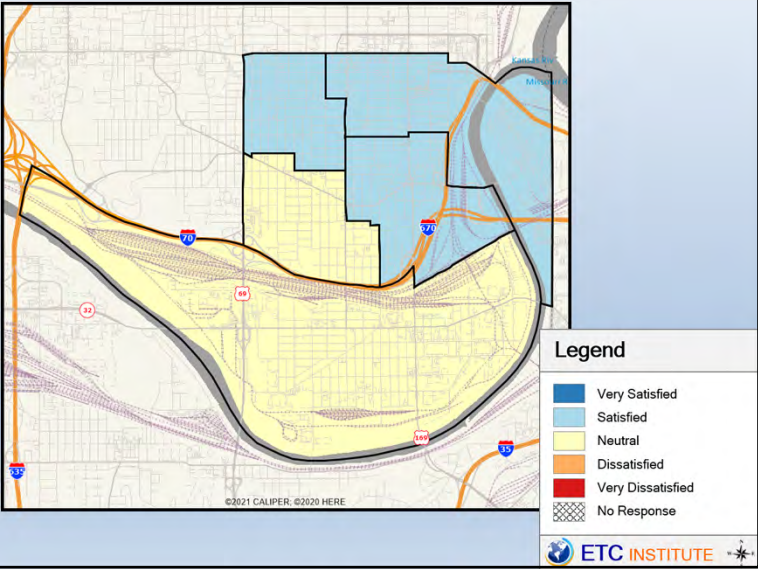 Kansas Riv
Missouri R
670
70
69
32
169
35
635
©2021 CALIPER; ©2020 HERE
Legend
Very Satisfied
Satisfied
Neutral
Dissatisfied
Very Dissatisfied
No Response
ETC INSTITUTE